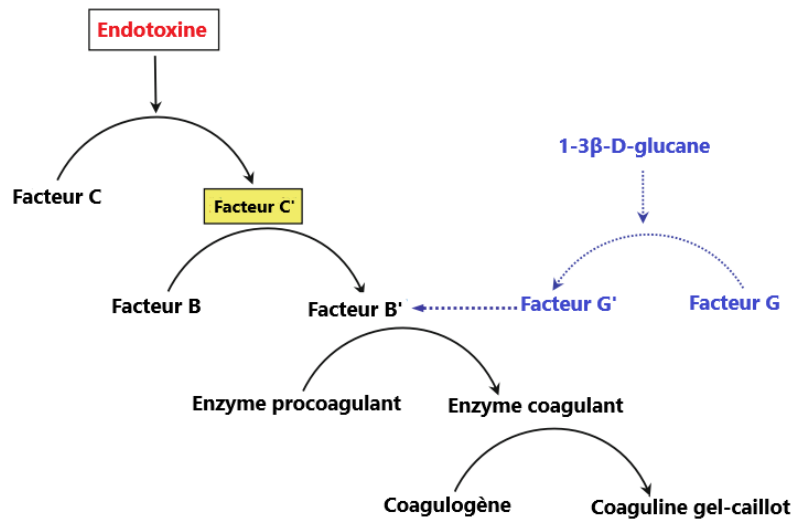 Endotoxine
1-3β-D-glucane
Facteur C
Facteur C'
Facteur B
Facteur B'
Facteur G'
Facteur G
Enzyme procoagulant
Enzyme coagulant
Coagulogène
Coaguline gel-caillot